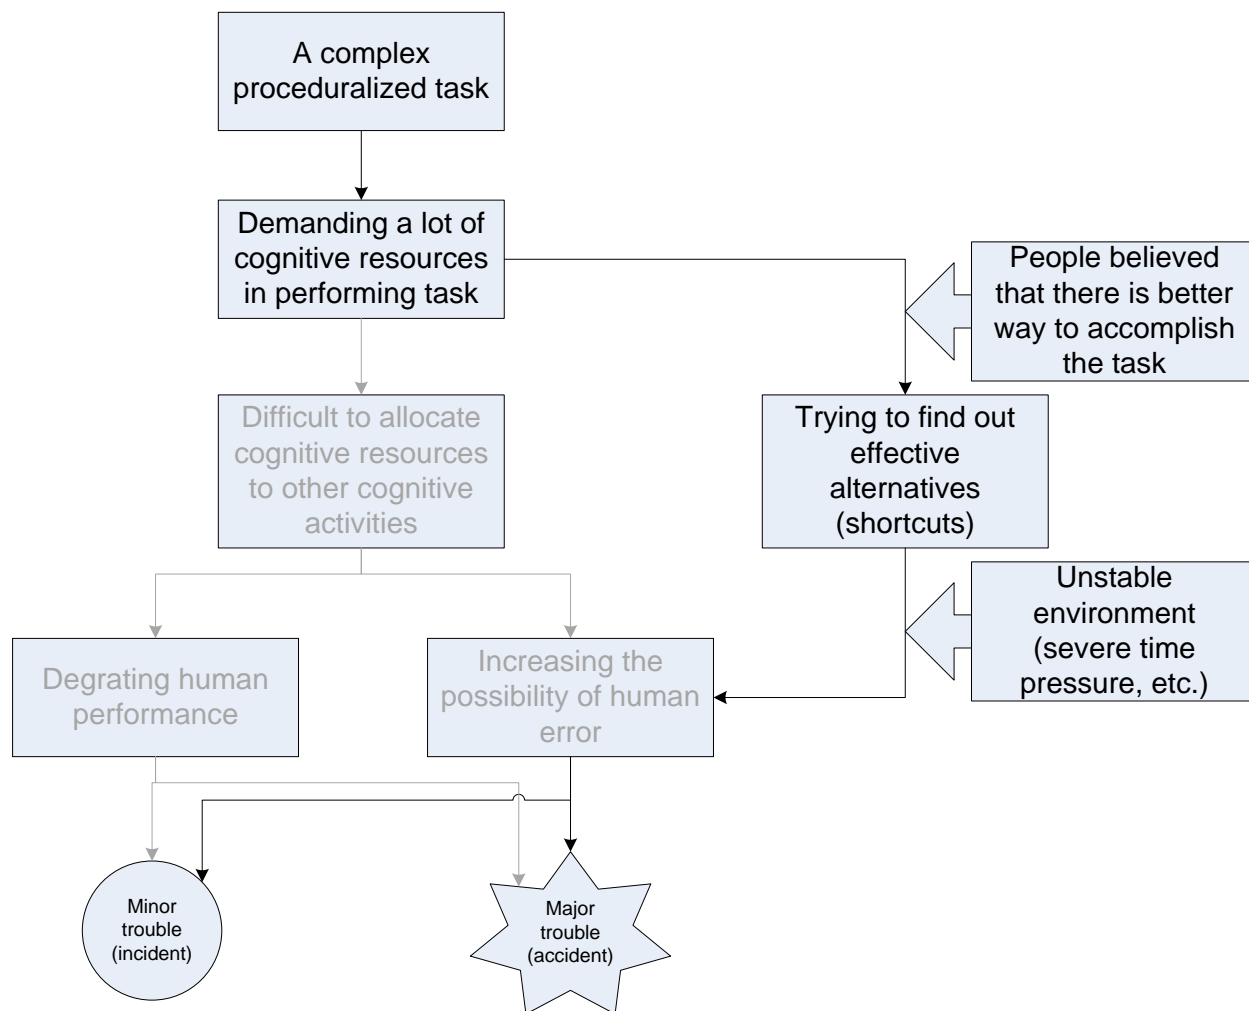 A complex
proceduralized task
Demanding a lot of
cognitive resources
in performing task
People believed
that there is better
way to accomplish
the task
Difficult to allocate
cognitive resources
to other cognitive
activities
Trying to find out
effective
alternatives
(shortcuts)
Unstable
environment
(severe time
pressure, etc.)
Degrating human
performance
Increasing the
possibility of human
error
Minor
trouble
(incident)
Major
trouble
(accident)